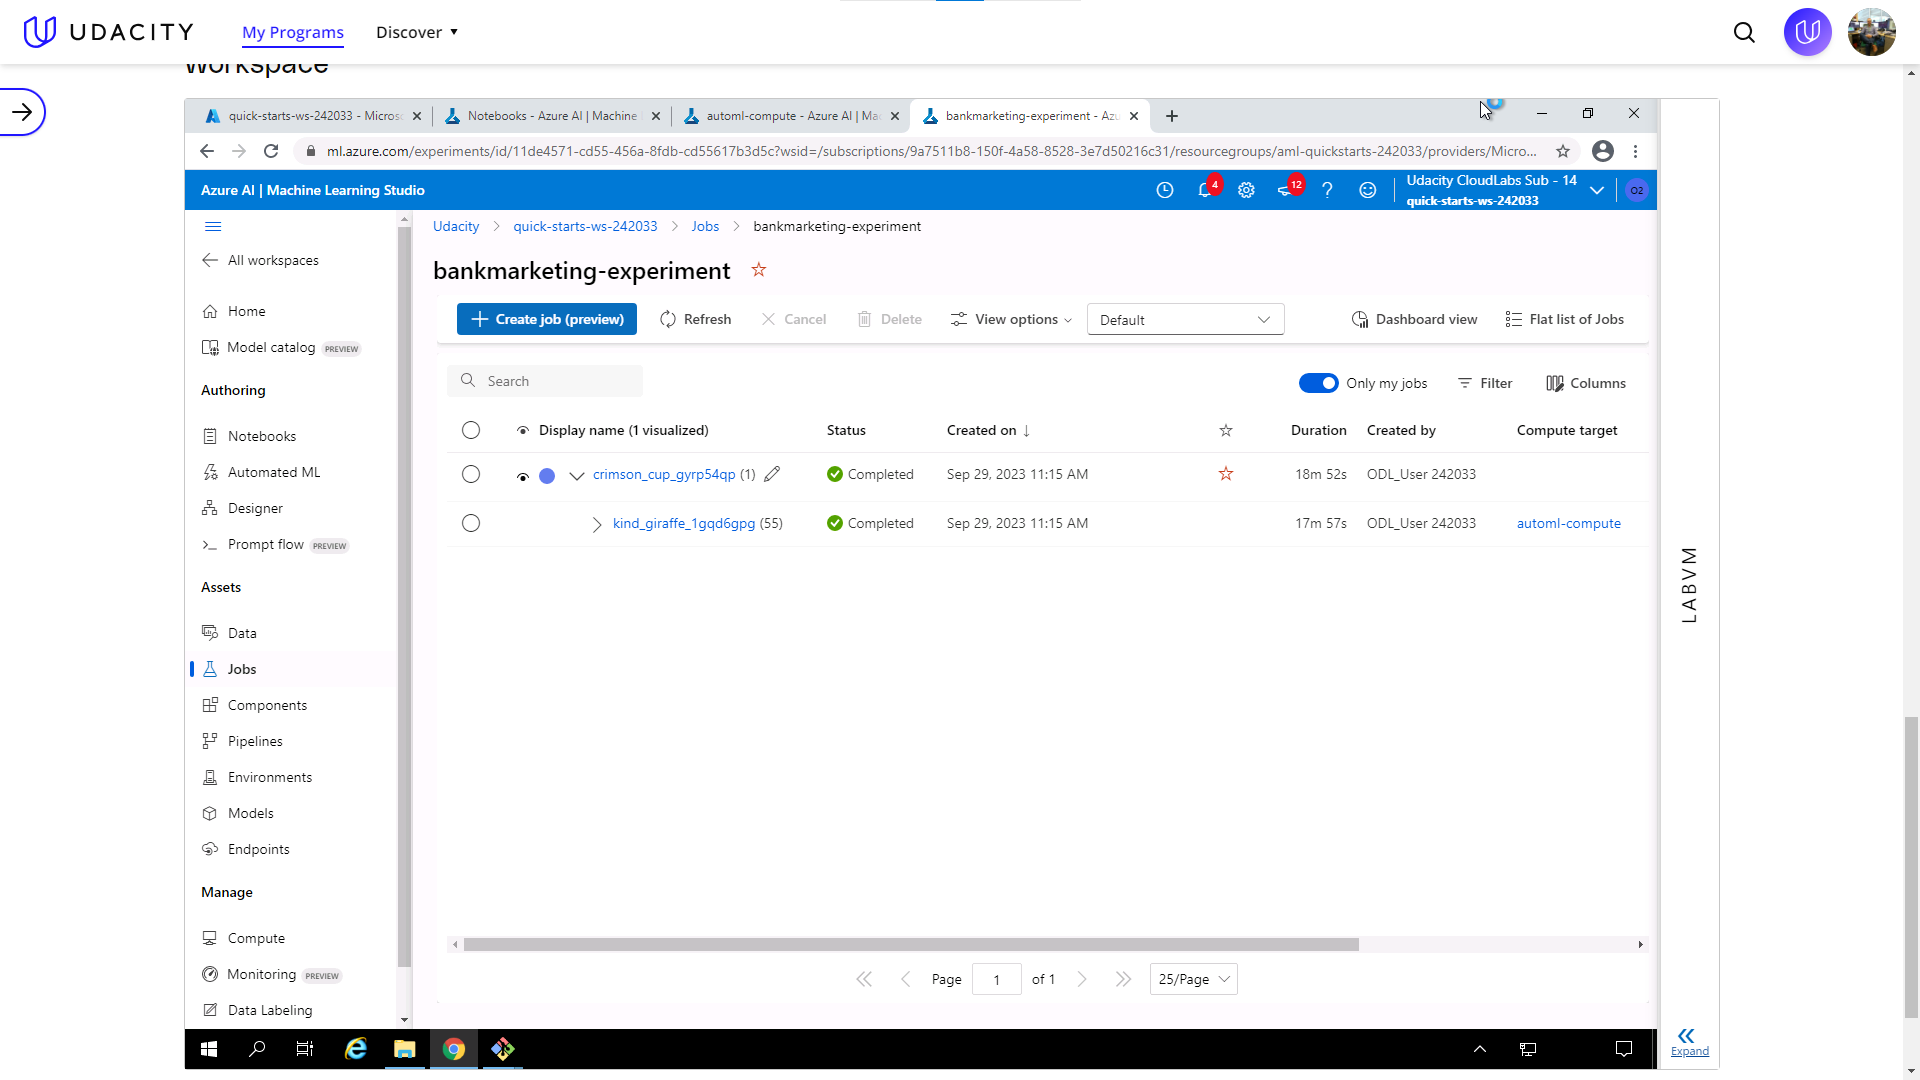 UDACITY
My Programs
Discover ▼
Workspace
quick-starts-ws-242033 - Micros
Notebooks - Azure AI | Machine
automl-compute - Azure AI | Ma
bankmarketing-experiment - Azu
ml.azure.com/experiments/id/11de4571-cd55-456a-8fdb-cd55617b3d5c?wsid=/subscriptions/9a7511b8-150f-4a58-8528-3e7d50216c31/resourcegroups/aml-quickstarts-242033/providers/Micro...
Azure AI | Machine Learning Studio
4
12
?
Udacity CloudLabs Sub - 14
quick-starts-ws-242033
O2
All workspaces
Home
Model catalog PREVIEW
Authoring
Notebooks
Automated ML
Designer
Prompt flow PREVIEW
Assets
Data
Jobs
Components
Pipelines
Environments
Models
Endpoints
Manage
Compute
Monitoring PREVIEW
Data Labeling
Udacity > quick-starts-ws-242033 > Jobs > bankmarketing-experiment
bankmarketing-experiment
Create job (preview)
Refresh
Cancel
Delete
View options
Default
Dashboard view
Flat list of Jobs
Search
Only my jobs
Filter
Columns
Display name (1 visualized) Status Created on ↓ Duration Created by Compute target
crimson_cup_gyrp54qp (1) Completed Sep 29, 2023 11:15 AM 18m 52s ODL_User 242033
kind_giraffe_1gqd6gpg (55) Completed Sep 29, 2023 11:15 AM 17m 57s ODL_User 242033 automl-compute
Page 1 of 1
25/Page
LABVM
Expand